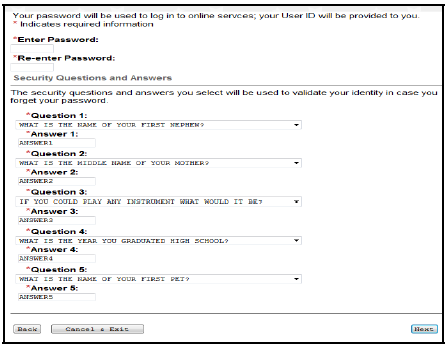 Your password will be used to log in to online servces; your User ID will be provided to you.
* Indicates required information
*Enter Password:
*Re-enter Password:
Security Questions and Answers
The security questions and answers you select will be used to validate your identity in case you
forget your password.
*Question 1:
WHAT IS THE NAME OF YOUR FIRST NEPHEW?
*Answer 1:
ANSWER1
*Question 2:
WHAT IS THE MIDDLE NAME OF YOUR MOTHER?
*Answer 2:
ANSWER2
*Question 3:
IF YOU COULD PLAY ANY INSTRUMENT WHAT WOULD IT BE?
*Answer 3:
ANSWER3
*Question 4:
WHAT IS THE YEAR YOU GRADUATED HIGH SCHOOL?
*Answer 4:
ANSWER4
*Question 5:
WHAT IS THE NAME OF YOUR FIRST PET?
*Answer 5:
ANSWER5
Back Cancel & Exit Next